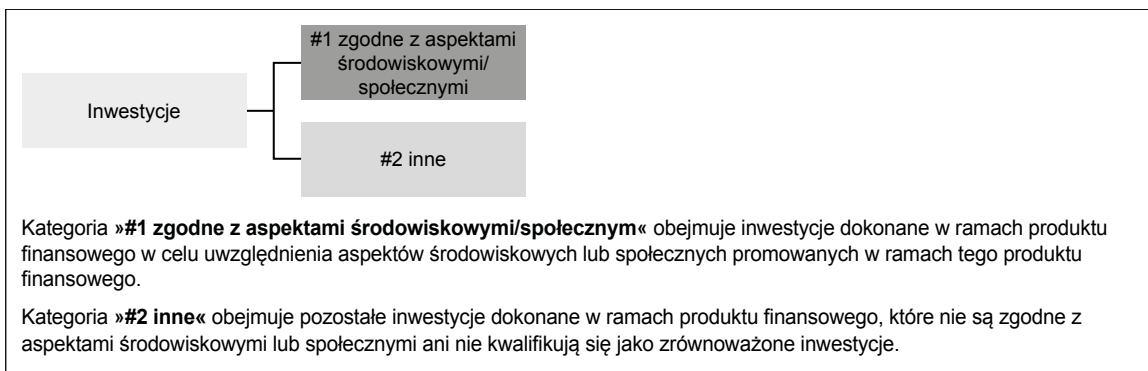 #1 zgodne z aspektami
środowiskowymi/
społecznymi
Inwestycje
#2 inne
Kategoria »#1 zgodne z aspektami środowiskowymi/społecznym« obejmuje inwestycje dokonane w ramach produktu
finansowego w celu uwzględnienia aspektów środowiskowych lub społecznych promowanych w ramach tego produktu
finansowego.
Kategoria »#2 inne« obejmuje pozostałe inwestycje dokonane w ramach produktu finansowego, które nie są zgodne z
aspektami środowiskowymi lub społecznymi ani nie kwalifikują się jako zrównoważone inwestycje.